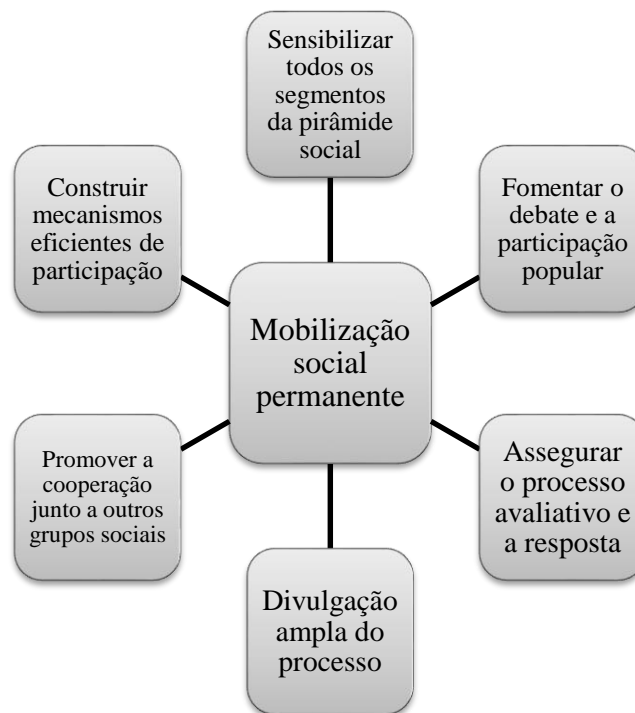 Sensibilizar
todos os
segmentos
da pirâmide
social
Fomentar o
debate e a
participação
popular
Assegurar
o processo
avaliativo e
a resposta
Divulgação
ampla do
processo
Promover a
cooperação
junto a outros
grupos sociais
Construir
mecanismos
eficientes de
participação
Mobilização
social
permanente